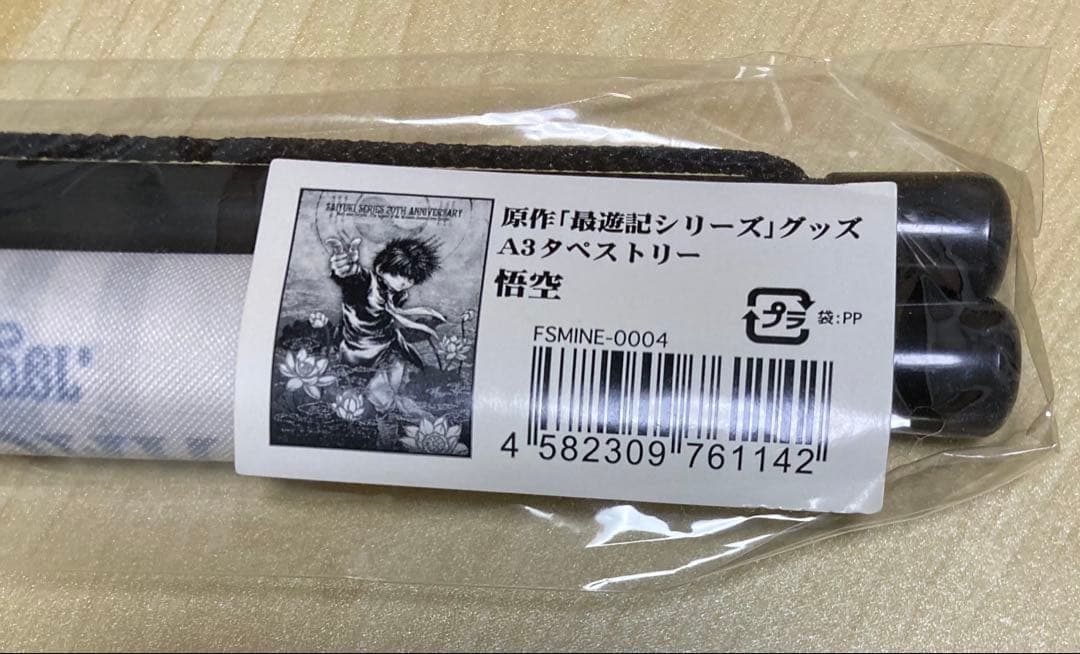 SAIYUKI SERIES 20TH ANNIVERSARY
原作「最遊記シリーズ」グッズ
A3タペストリー
悟空
プラ
袋:PP
FSMINE-0004
4 582309 761142